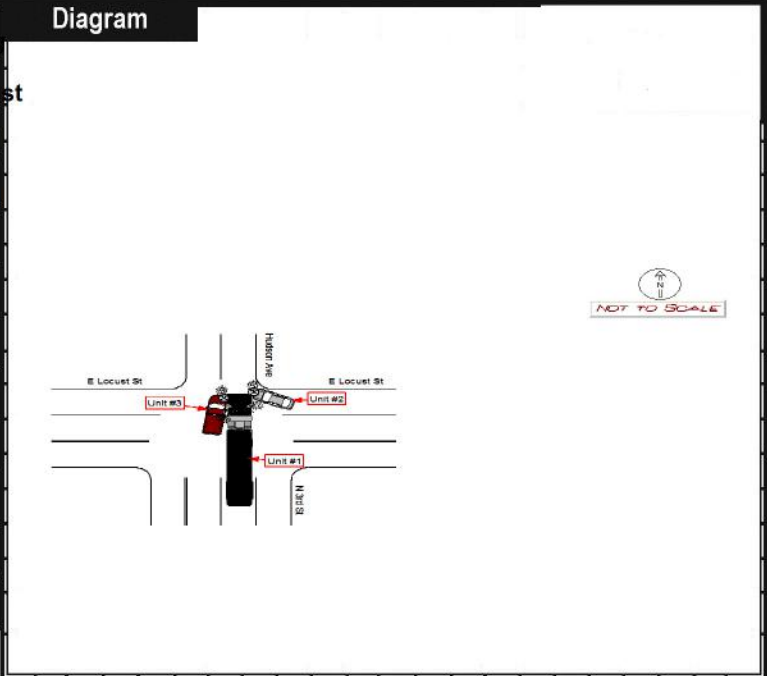 Diagram
st
N
NOT TO SCALE
Hudson Ave
E Locust St
E Locust St
Unit #3
Unit #2
Unit #1
N 3rd St